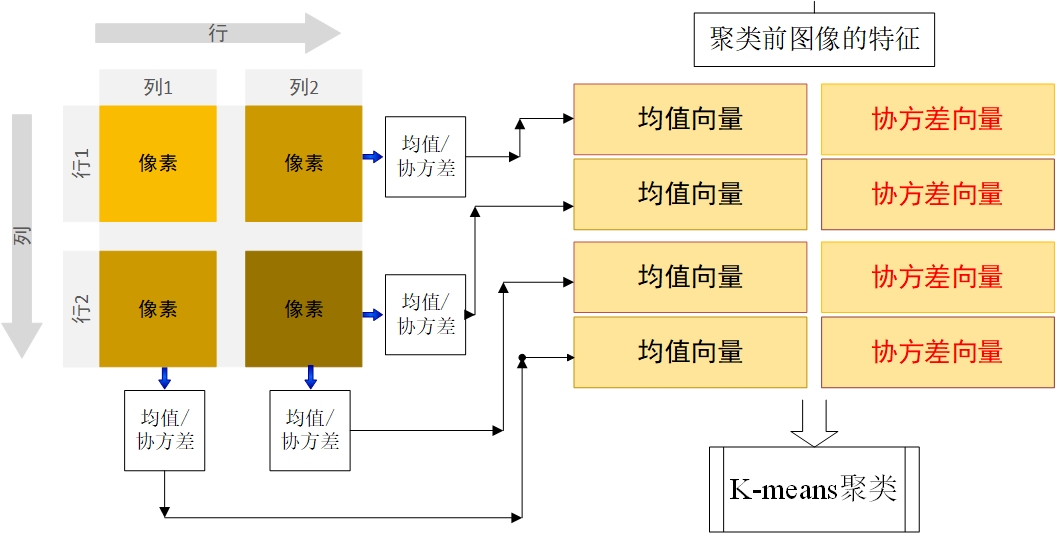 行
聚类前图像的特征
列1
列2
列
行1
像素
像素
均值/
协方差
均值向量
协方差向量
均值向量
协方差向量
行2
像素
像素
均值/
协方差
均值向量
协方差向量
均值向量
协方差向量
均值/
协方差
均值/
协方差
K-means聚类